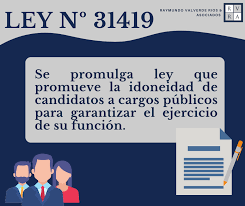 LEY Nº 31419
RAYMUNDO VALVERDE RIOS &
ASOCIADOS
Se promulga ley que
promueve la idoneidad de
candidatos a cargos públicos
para garantizar el ejercicio
de su función.